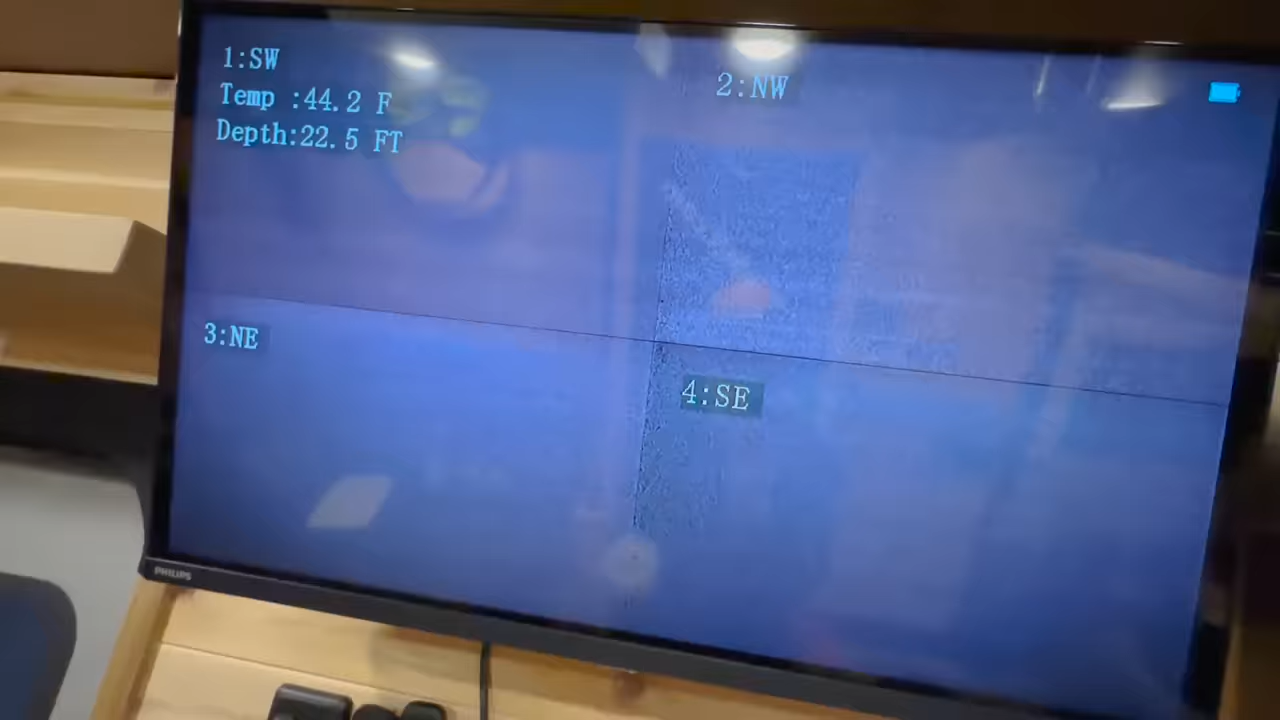 1:SW
Temp :44.2 F
Depth:22.5 FT
2:NW
3:NE
4:SE
PHILIPS